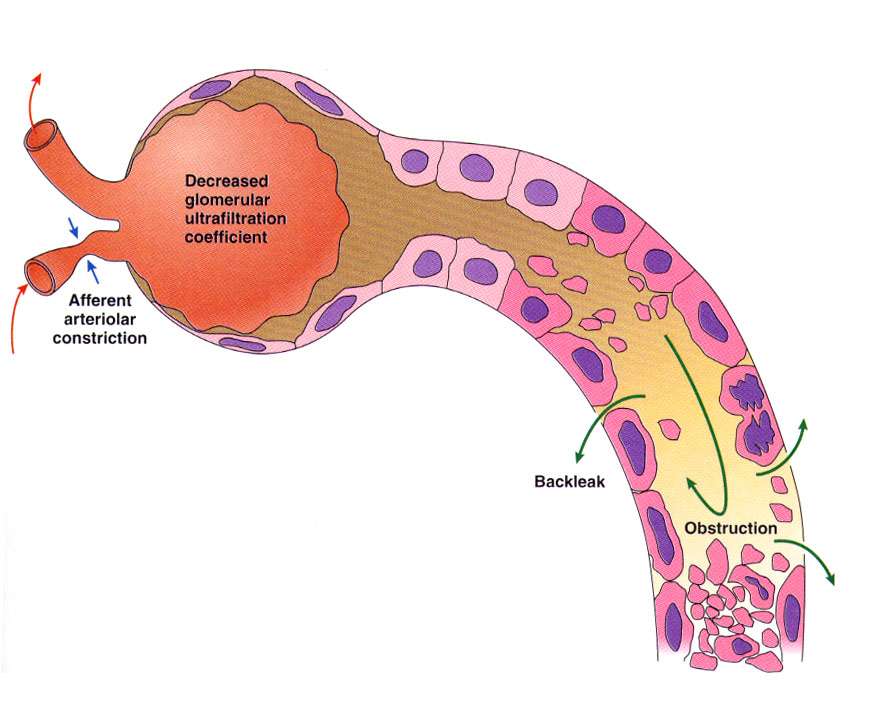 Decreased
glomerular
ultrafiltration
coefficient
Afferent
arteriolar
constriction
Backleak
Obstruction